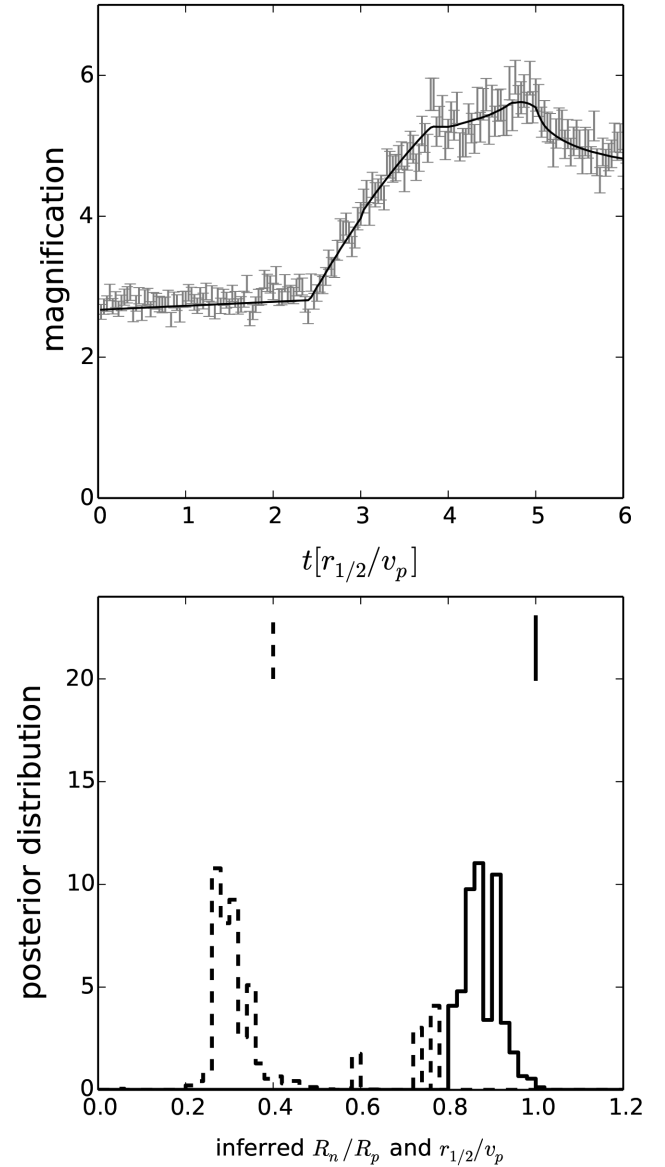 6
4
2
0
magnification
0 1 2 3 4 5 6
t[r_{1/2}/v_p]
20
15
10
5
0
posterior distribution
0.0 0.2 0.4 0.6 0.8 1.0 1.2
inferred R_n/R_p and r_{1/2}/v_p